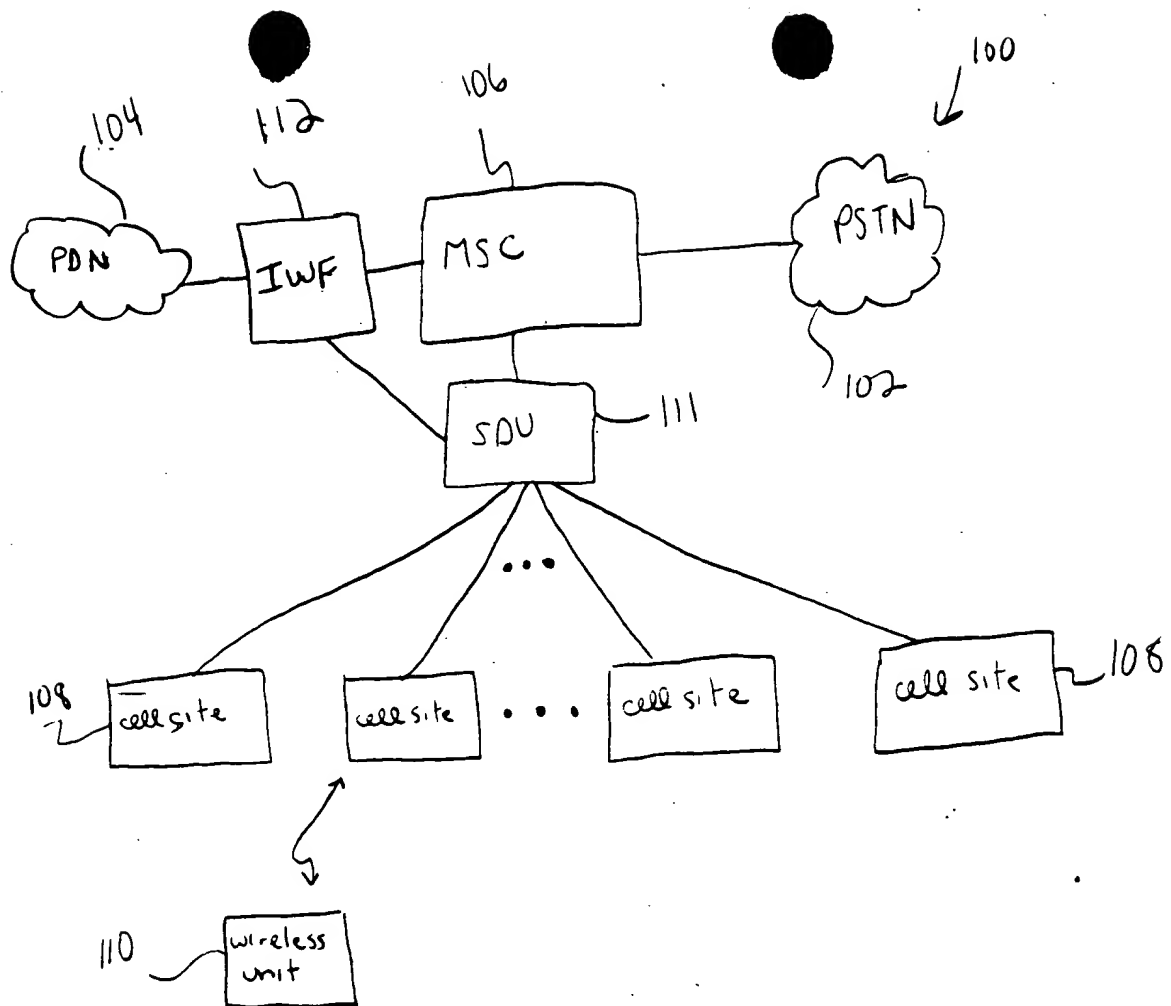 100
106
112
104
PDN
IWF
MSC
PSTN
102
SDU
111
108
cell site
cell site
cell site
cell site
108
110
wireless
unit